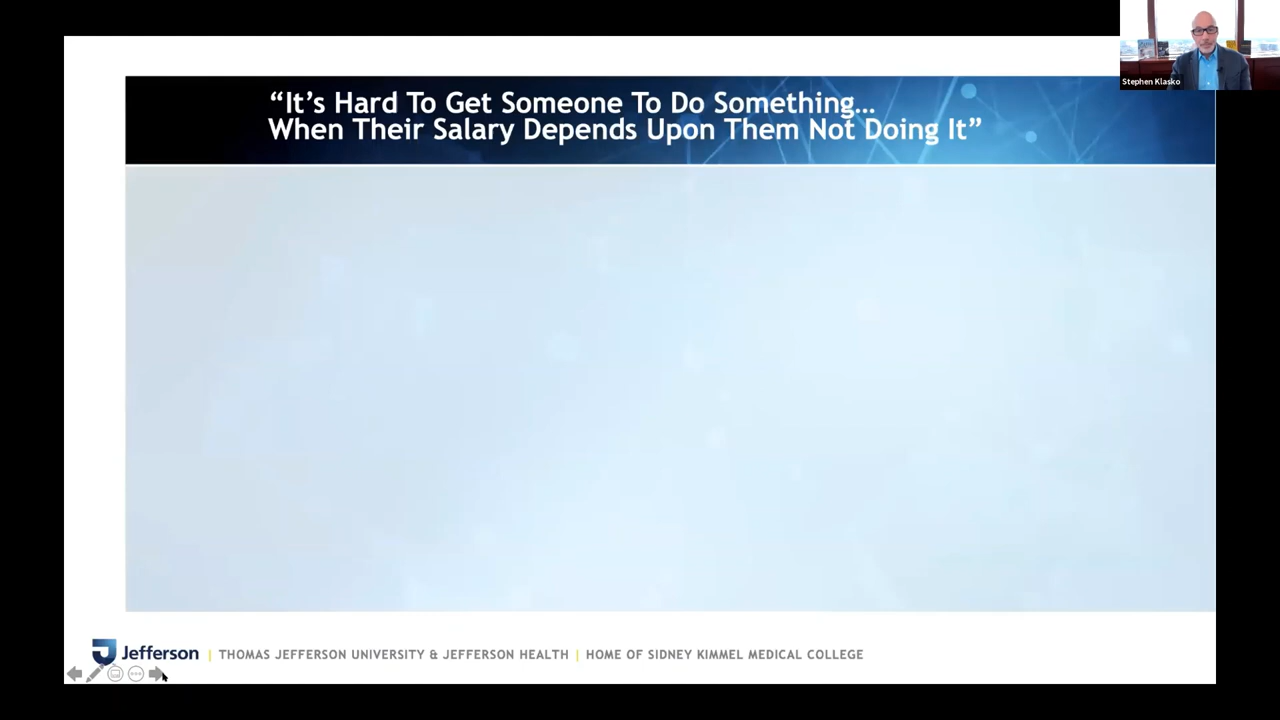 Stephen Klasko
“It’s Hard To Get Someone To Do Something…
When Their Salary Depends Upon Them Not Doing It”
Jefferson | THOMAS JEFFERSON UNIVERSITY & JEFFERSON HEALTH | HOME OF SIDNEY KIMMEL MEDICAL COLLEGE